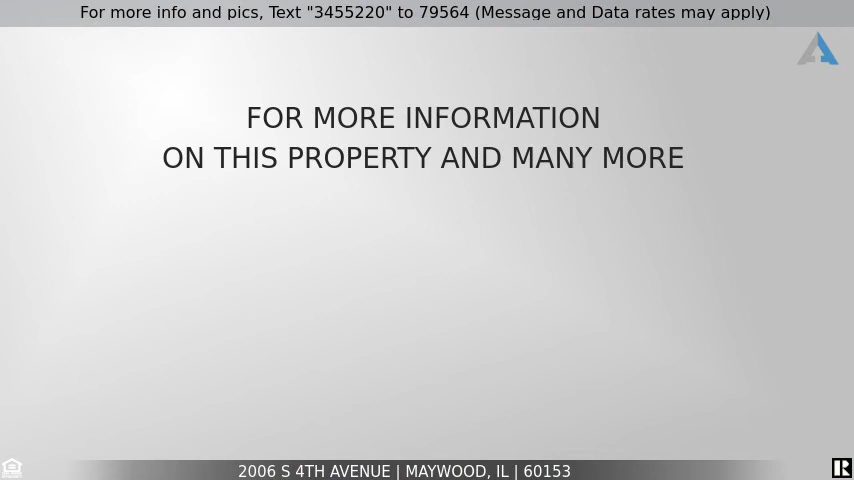 For more info and pics, Text "3455220" to 79564 (Message and Data rates may apply)
FOR MORE INFORMATION
ON THIS PROPERTY AND MANY MORE
2006 S 4TH AVENUE | MAYWOOD, IL | 60153